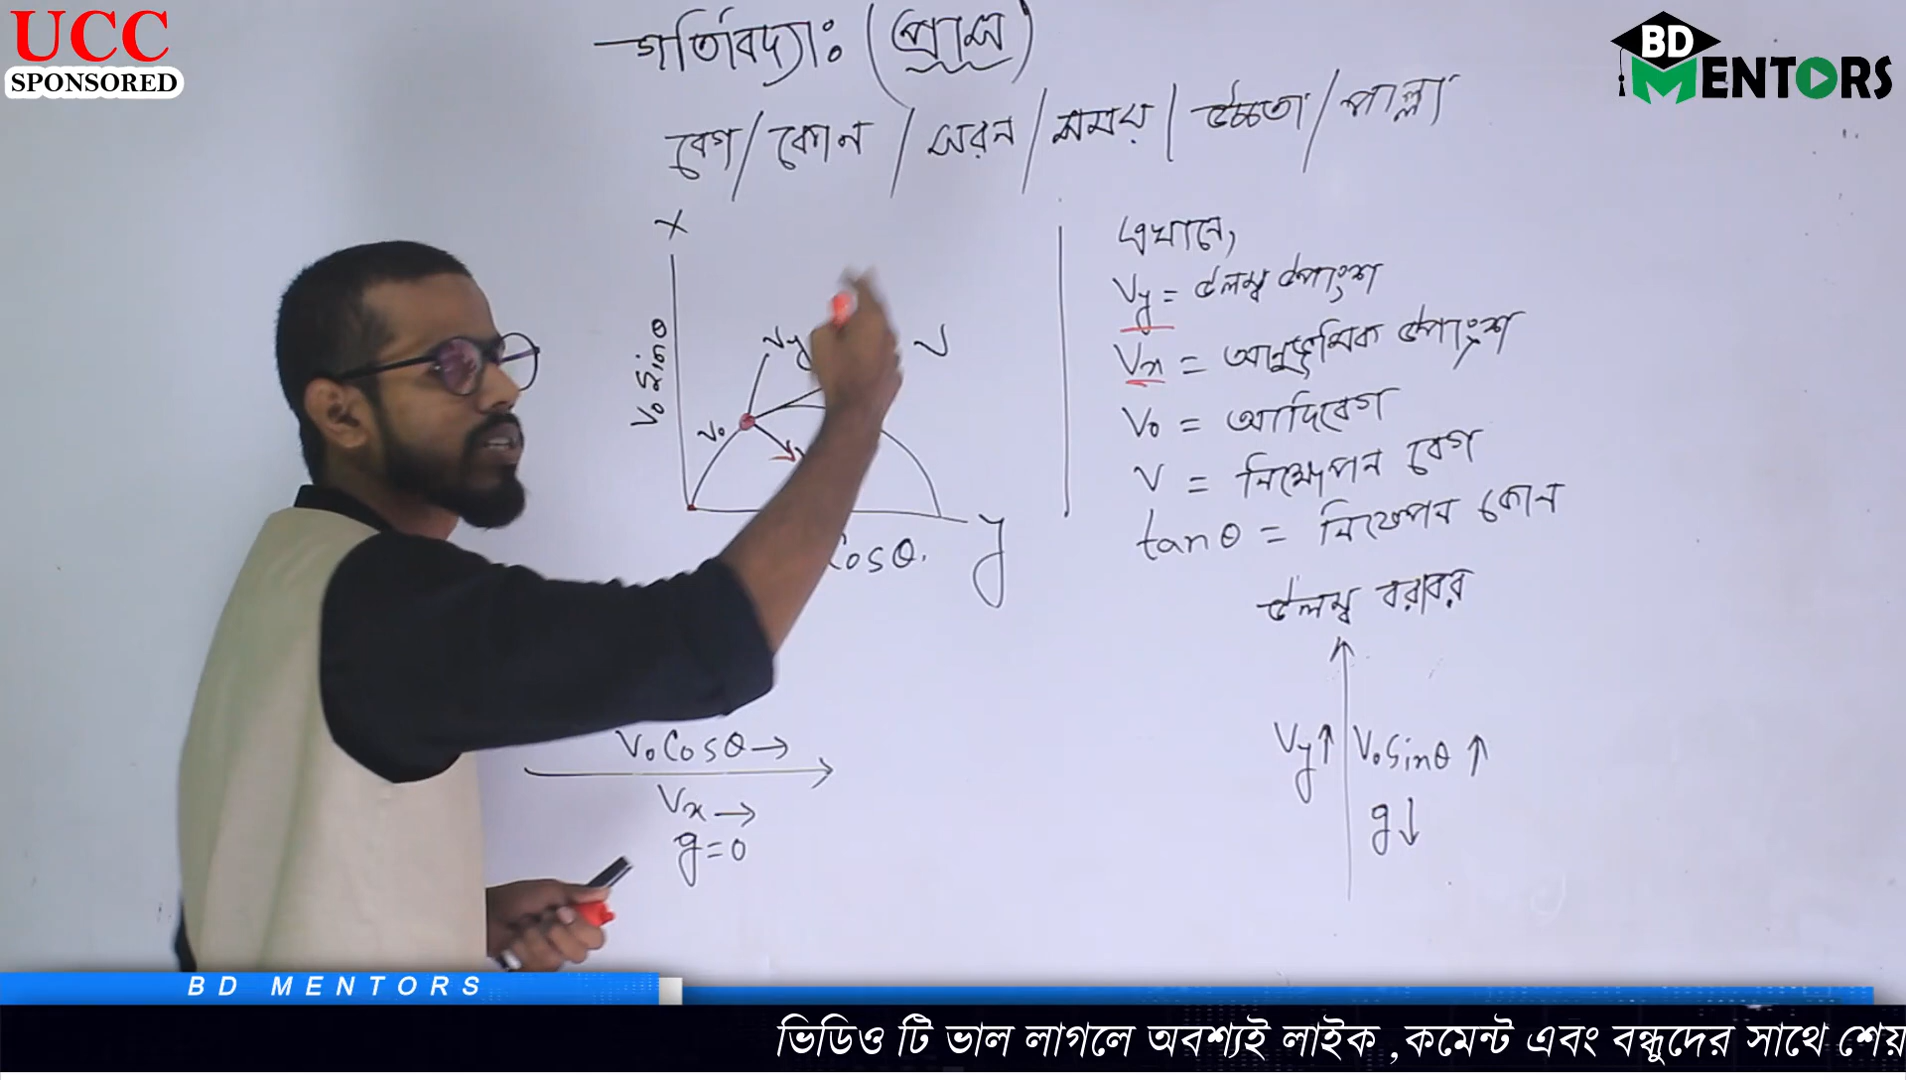 UCC
SPONSORED
BD
MENTORS
গতিবিদ্যাঃ (প্রাস)
বেগ / কোন / সরন / সময় / উচ্চতা / পাল্লা
X
V₀ Sinθ
Vy
V
V₀
Cosθ.
y
এখানে,
Vy = উলম্ব উপাংশ
Vx = আনুভূমিক উপাংশ
V₀ = আদিবেগ
V = নিক্ষেপন বেগ
tanθ = নিক্ষেপন কোন
উলম্ব বরাবর
Vy↑ V₀Sinθ ↑
g↓
V₀Cosθ→
Vx→
g=0
BD MENTORS
ভিডিও টি ভাল লাগলে অবশ্যই লাইক ,কমেন্ট এবং বন্ধুদের সাথে শেয়